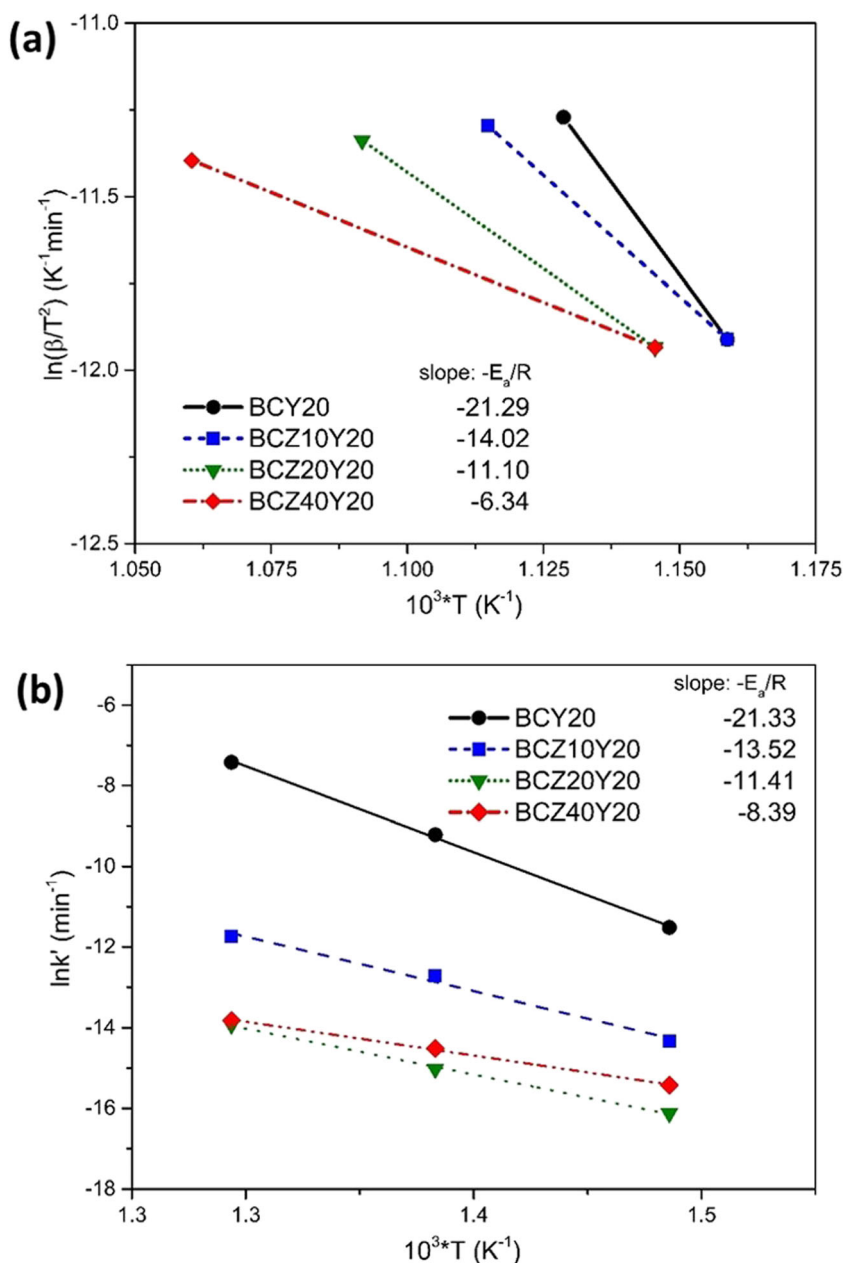 (a)
-11.0
-11.5
-12.0
-12.5
ln(β/T²) (K⁻¹min⁻¹)
slope: -Eₐ/R
BCY20 -21.29
BCZ10Y20 -14.02
BCZ20Y20 -11.10
BCZ40Y20 -6.34
1.050 1.075 1.100 1.125 1.150 1.175
10³*T (K⁻¹)
(b)
slope: -Eₐ/R
BCY20 -21.33
BCZ10Y20 -13.52
BCZ20Y20 -11.41
BCZ40Y20 -8.39
-6
-8
-10
-12
-14
-16
-18
lnk' (min⁻¹)
1.3 1.3 1.4 1.5
10³*T (K⁻¹)